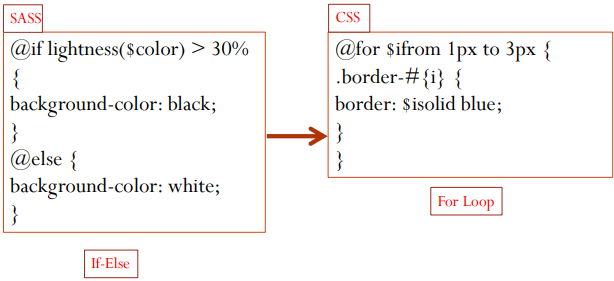 SASS
@if lightness($color) > 30%
{
background-color: black;
}
@else {
background-color: white;
}
If-Else
CSS
@for $ifrom 1px to 3px {
.border-#{i} {
border: $isolid blue;
}
}
For Loop